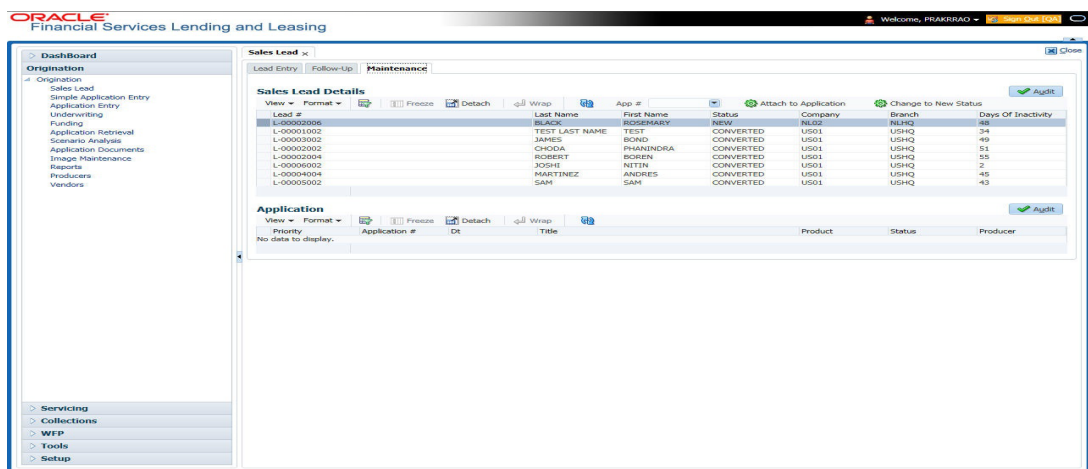 ORACLE
Financial Services Lending and Leasing
Welcome, PRAKRRAO
Sign Out [QA]
DashBoard
Origination
Origination
Sales Lead
Simple Application Entry
Application Entry
Underwriting
Funding
Application Retrieval
Scenario Analysis
Application Documents
Image Maintenance
Reports
Producers
Vendors
Servicing
Collections
WFP
Tools
Setup
Sales Lead
Close
Lead Entry Follow-Up Maintenance
Sales Lead Details
Audit
View Format Freeze Detach Wrap App # Attach to Application Change to New Status
Lead # Last Name First Name Status Company Branch Days Of Inactivity
L-00002006 BLACK ROSEMARY NEW NL02 NLHQ 48
L-00001002 TEST LAST NAME TEST CONVERTED US01 USHQ 34
L-00003002 JAMES BOND CONVERTED US01 USHQ 49
L-00002002 CHODA PHANINDRA CONVERTED US01 USHQ 51
L-00002004 ROBERT BOREN CONVERTED US01 USHQ 55
L-00006002 JOSHI NITIN CONVERTED US01 USHQ 2
L-00004004 MARTINEZ ANDRES CONVERTED US01 USHQ 45
L-00005002 SAM SAM CONVERTED US01 USHQ 43
Application
Audit
View Format Freeze Detach Wrap
Priority Application # Dt Title Product Status Producer
No data to display.